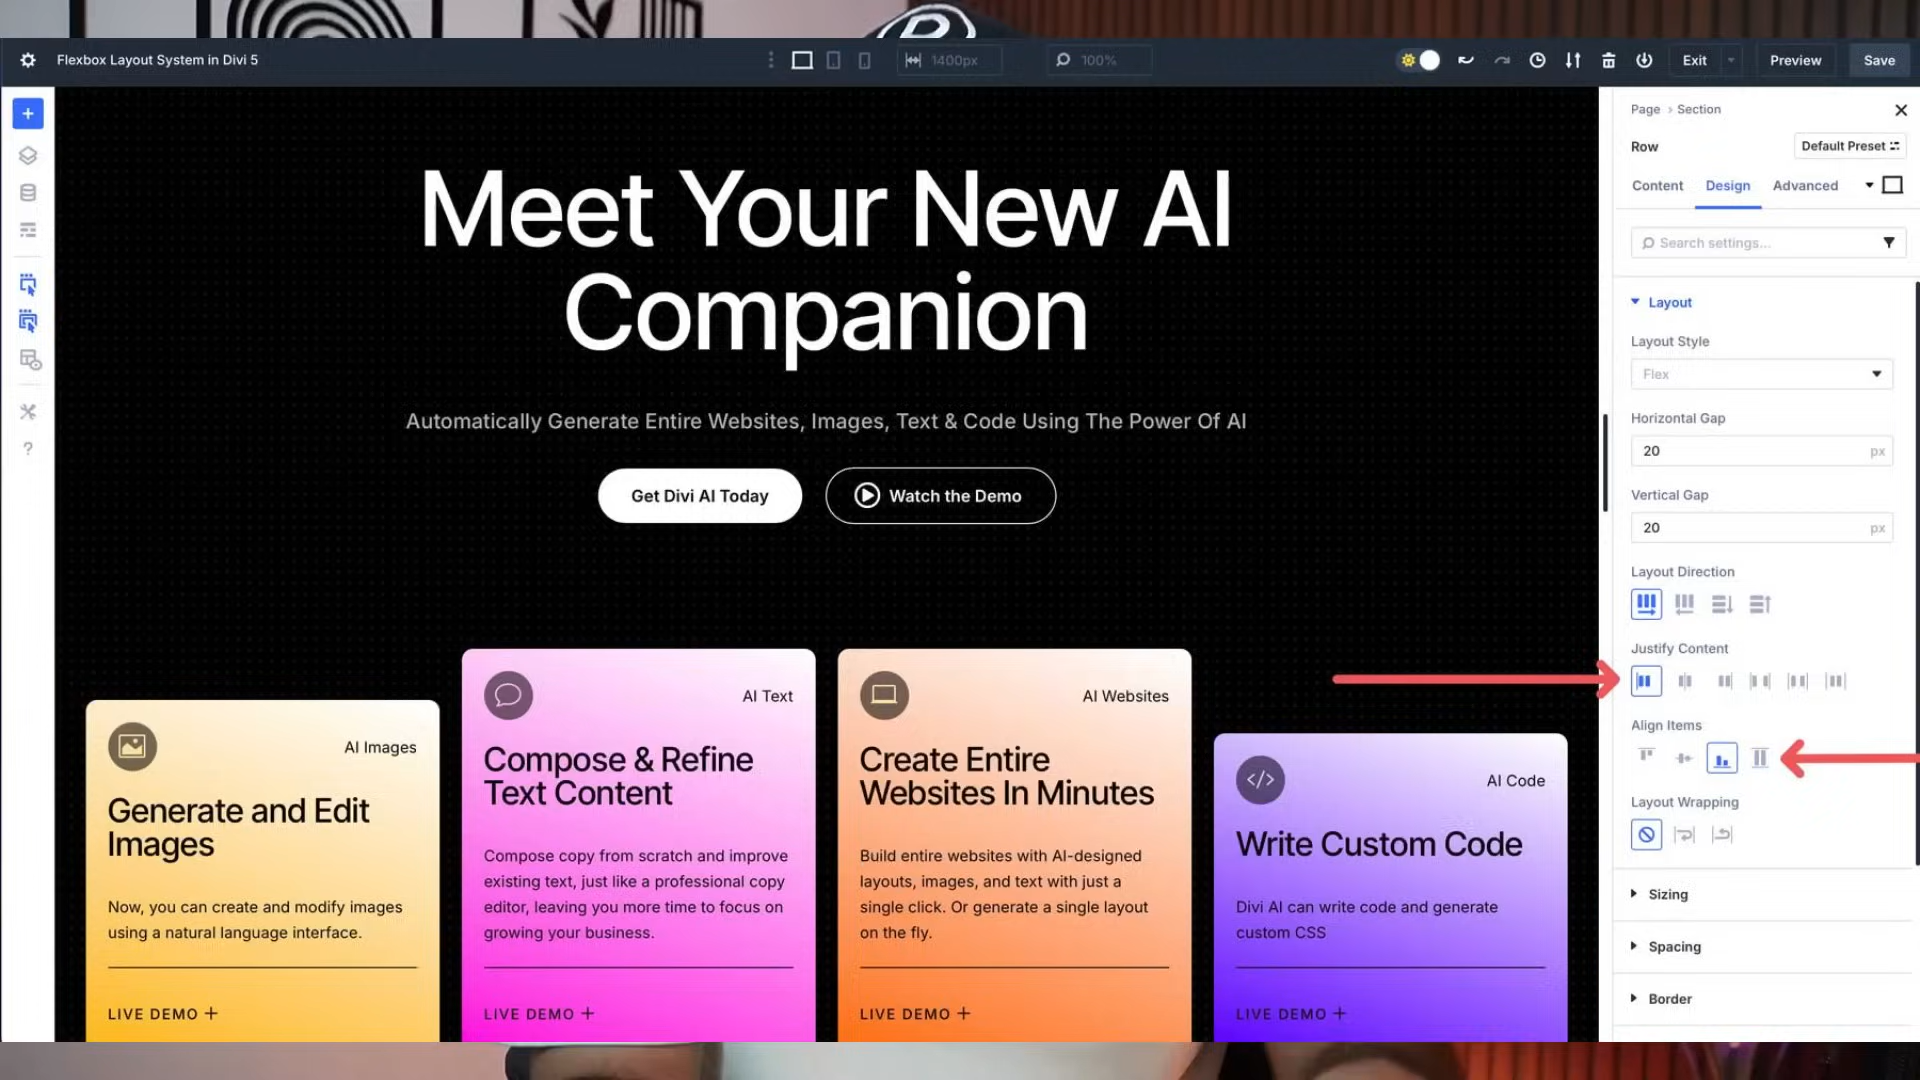 Flexbox Layout System in Divi 5
1400px
100%
Exit
Preview
Save
Page
Section
Row
Default Preset
Content
Design
Advanced
Search settings...
Layout
Layout Style
Flex
Horizontal Gap
20 px
Vertical Gap
20 px
Layout Direction
Justify Content
Align Items
Layout Wrapping
Sizing
Spacing
Border
?
Meet Your New AI
Companion
Automatically Generate Entire Websites, Images, Text & Code Using The Power Of AI
Get Divi AI Today
Watch the Demo
AI Images
Generate and Edit
Images
Now, you can create and modify images
using a natural language interface.
LIVE DEMO +
AI Text
Compose & Refine
Text Content
Compose copy from scratch and improve
existing text, just like a professional copy
editor, leaving you more time to focus on
growing your business.
LIVE DEMO +
AI Websites
Create Entire
Websites In Minutes
Build entire websites with AI-designed
layouts, images, and text with just a
single click. Or generate a single layout
on the fly.
LIVE DEMO +
</>
AI Code
Write Custom Code
Divi AI can write code and generate
custom CSS
LIVE DEMO +